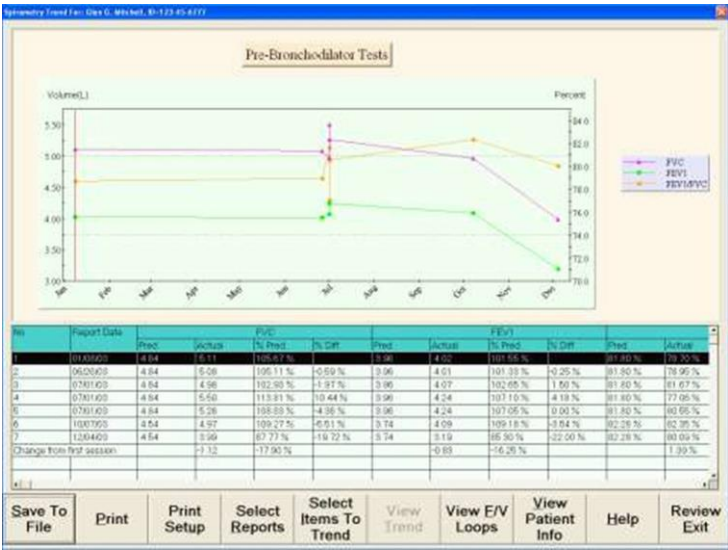 Spirometry Trend For: Glen G. Mitchell, ID-123-45-6777
Pre-Bronchodilator Tests
Volume(L) Percent
5.50 84.0
5.00 82.0
4.50 80.0
4.00 78.0
3.50 76.0
3.00 74.0
72.0
70.0
FVC
FEV1
FEV1/FVC
Jan Feb Mar Apr May Jun Jul Aug Sep Oct Nov Dec
No Report Date FVC FEV1
Pred. Actual % Pred. % Diff Pred. Actual % Pred. % Diff Pred. Actual
1 01/08/03 4.84 5.11 105.67 % 3.96 4.02 101.55 % 81.80 % 78.70 %
2 06/26/03 4.84 5.08 105.11 % -0.59 % 3.96 4.01 101.33 % -0.25 % 81.80 % 78.95 %
3 07/01/03 4.84 4.98 102.93 % -1.97 % 3.96 4.07 102.65 % 1.50 % 81.80 % 81.67 %
4 07/01/03 4.84 5.50 113.81 % 10.44 % 3.96 4.24 107.10 % 4.18 % 81.80 % 77.06 %
5 07/01/03 4.84 5.26 108.83 % -4.36 % 3.96 4.24 107.05 % 0.00 % 81.80 % 80.55 %
6 10/07/03 4.54 4.97 109.27 % -5.51 % 3.74 4.09 109.18 % -3.54 % 82.28 % 82.35 %
7 12/04/03 4.54 3.99 87.77 % -19.72 % 3.74 3.19 85.30 % -22.00 % 82.28 % 80.09 %
Change from first session -1.12 -17.90 % -0.83 -16.25 %
Save To File
Print
Print Setup
Select Reports
Select Items To Trend
View Trend
View F/V Loops
View Patient Info
Help
Review Exit